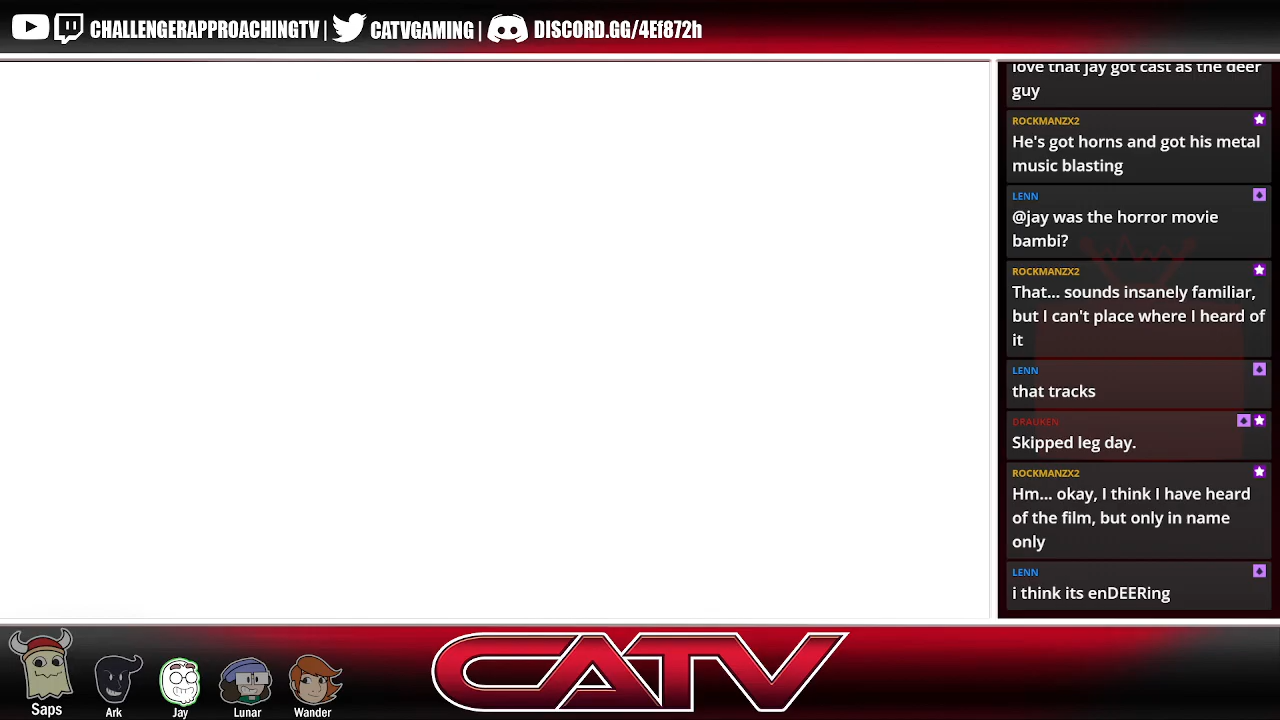 CHALLENGERAPPROACHINGTV | CATVGAMING | DISCORD.GG/4Ef872h
love that jay got cast as the deer
guy
ROCKMANZX2
He's got horns and got his metal
music blasting
LENN
@jay was the horror movie
bambi?
ROCKMANZX2
That... sounds insanely familiar,
but I can't place where I heard of
it
LENN
that tracks
DRAUKEN
Skipped leg day.
ROCKMANZX2
Hm... okay, I think I have heard
of the film, but only in name
only
LENN
i think its enDEERing
CATV
Saps Ark Jay Lunar Wander